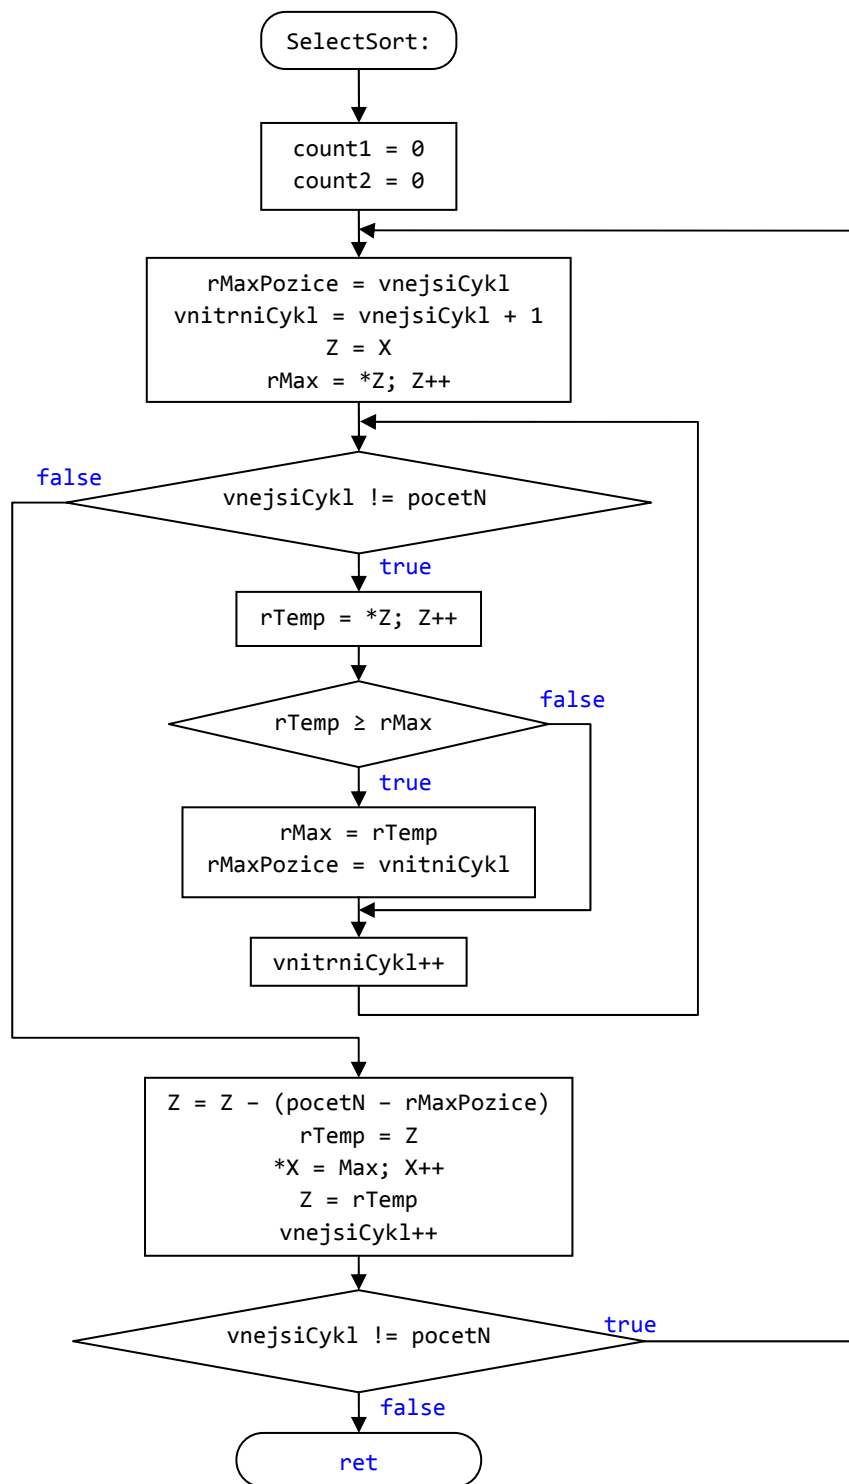 SelectSort:
count1 = 0
count2 = 0
rMaxPozice = vnejsiCykl
vnitrniCykl = vnejsiCykl + 1
Z = X
rMax = *Z; Z++
false
vnejsiCykl != pocetN
true
rTemp = *Z; Z++
false
rTemp ≥ rMax
true
rMax = rTemp
rMaxPozice = vnitniCykl
vnitrniCykl++
Z = Z – (pocetN – rMaxPozice)
rTemp = Z
*X = Max; X++
Z = rTemp
vnejsiCykl++
vnejsiCykl != pocetN
true
false
ret